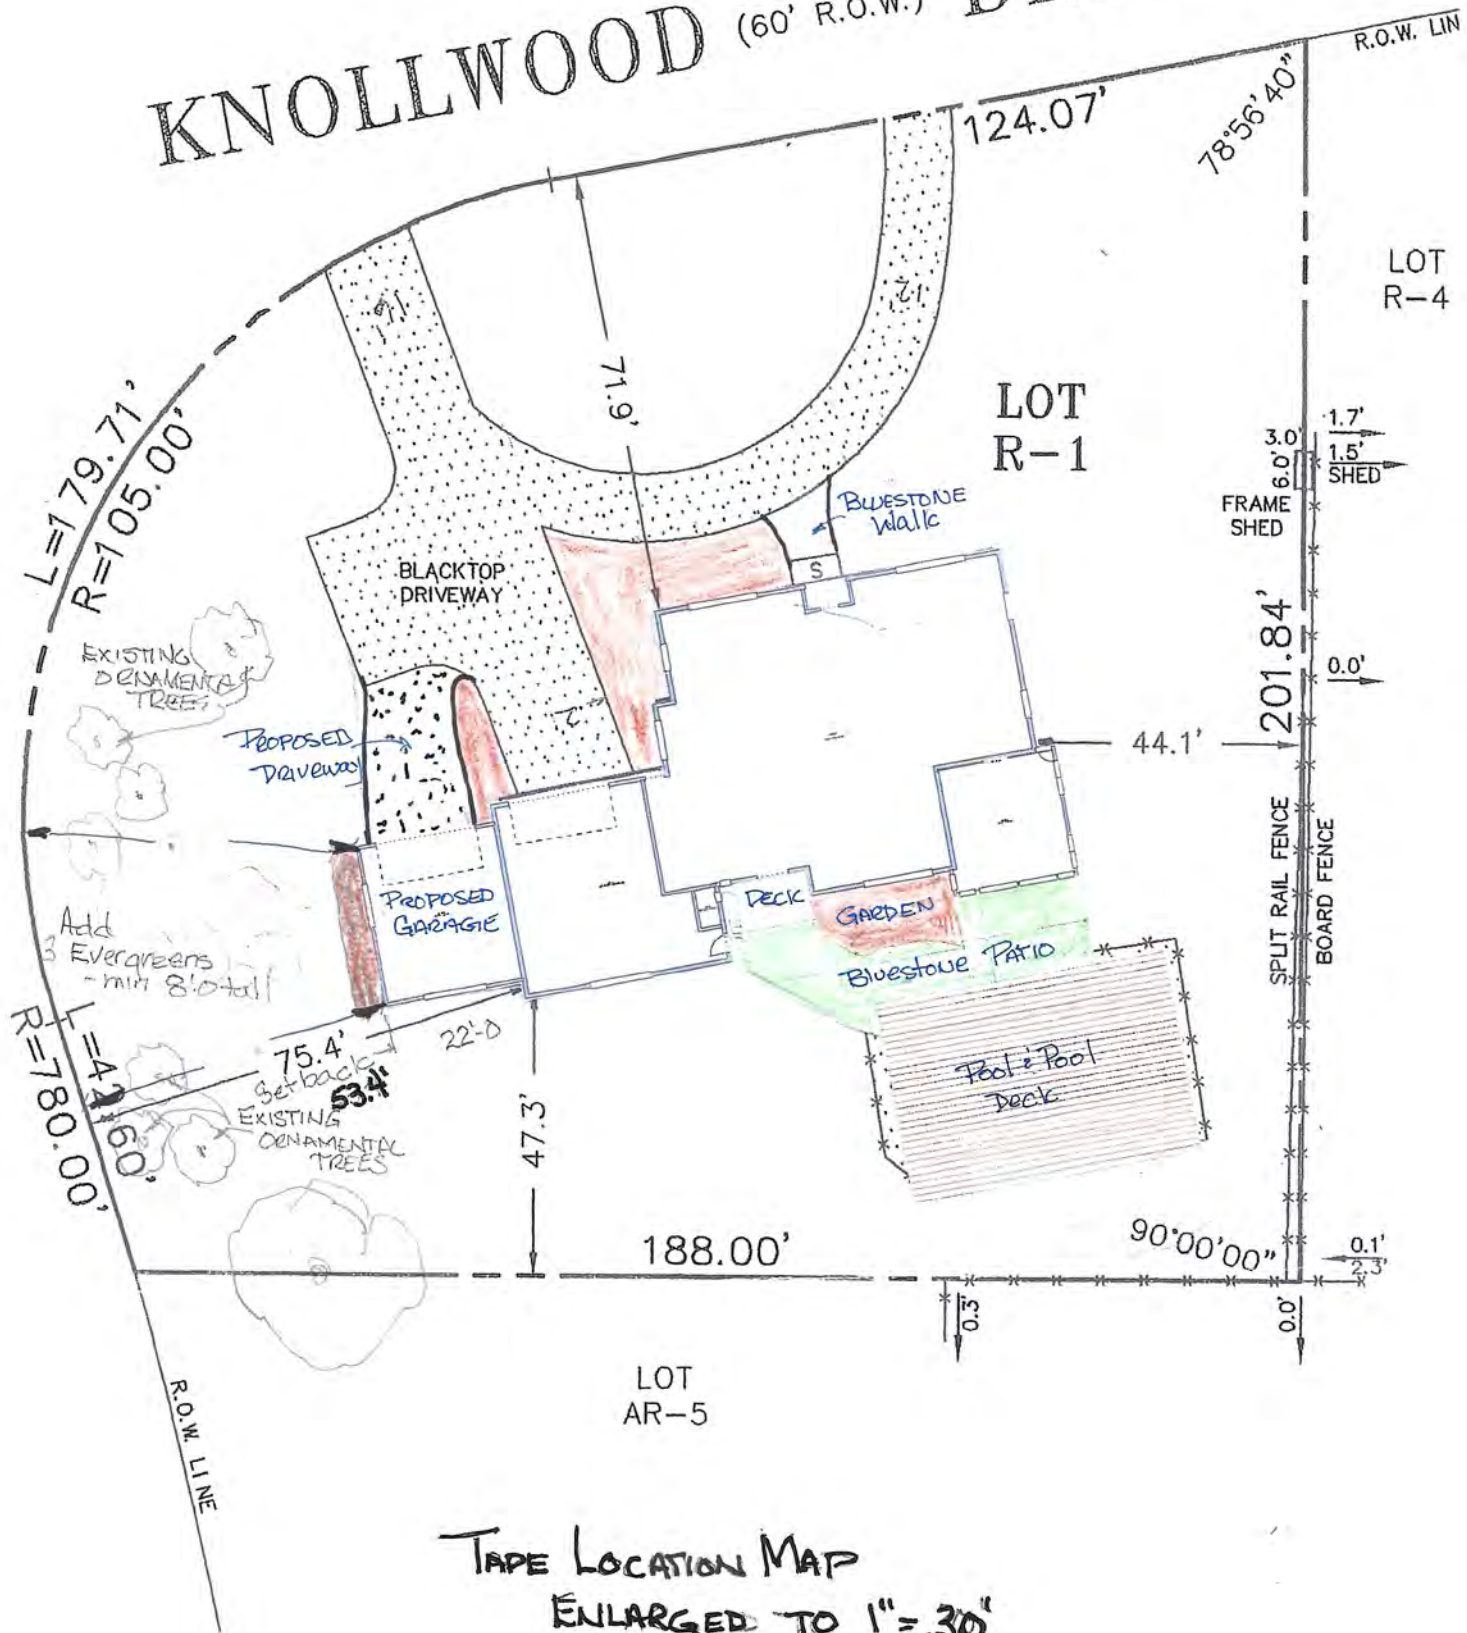 KNOLLWOOD (60' R.O.W.)
R.O.W. LIN
124.07'
78°56'40"
LOT
R-4
12'
71.9'
LOT
R-1
1.7'
3.0'
1.5'
6.0'
SHED
FRAME
SHED
L=179.71'
R=105.00'
BLUESTONE
Walk
S
BLACKTOP
DRIVEWAY
EXISTING
ORNAMENTAL
TREES
PROPOSED
Driveway
201.84'
0.0'
44.1'
SPLIT RAIL FENCE
BOARD FENCE
PROPOSED
GARAGE
DECK
GARDEN
Bluestone PATIO
Add
3 Evergreens
- min 8'0 tall
22'-0
75.4'
Setback
53.4'
EXISTING
ORNAMENTAL
TREES
R=780.00'
47.3'
Pool & Pool
Deck
188.00'
90°00'00"
0.1'
2.3'
0.3'
0.0'
LOT
AR-5
R.O.W. LINE
TAPE LOCATION MAP
ENLARGED TO 1"=30'